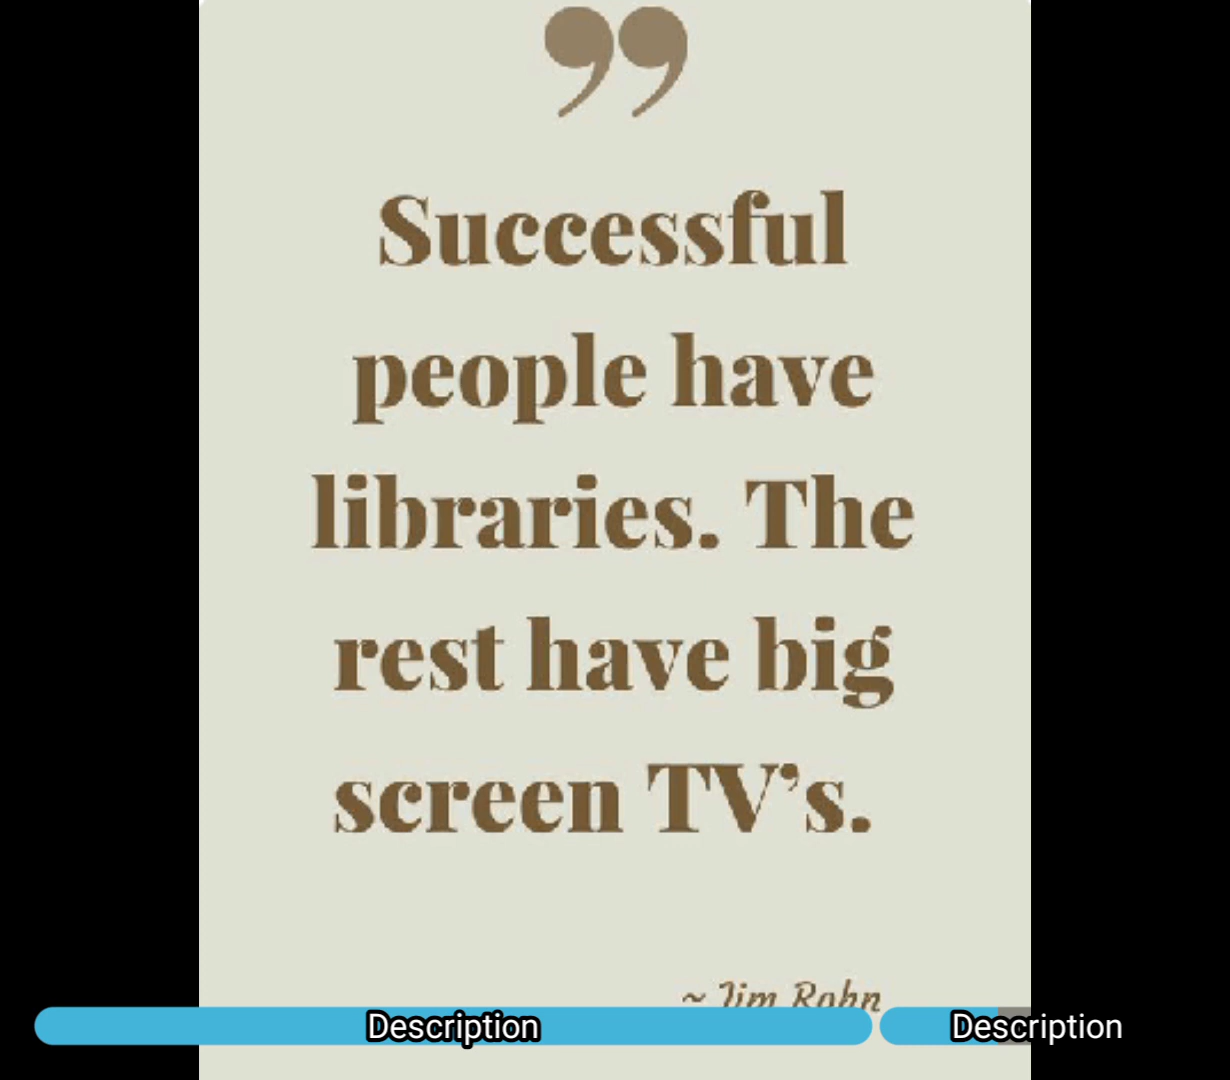 ”
Successful
people have
libraries. The
rest have big
screen TV’s.
~ Jim Rohn
Description Description